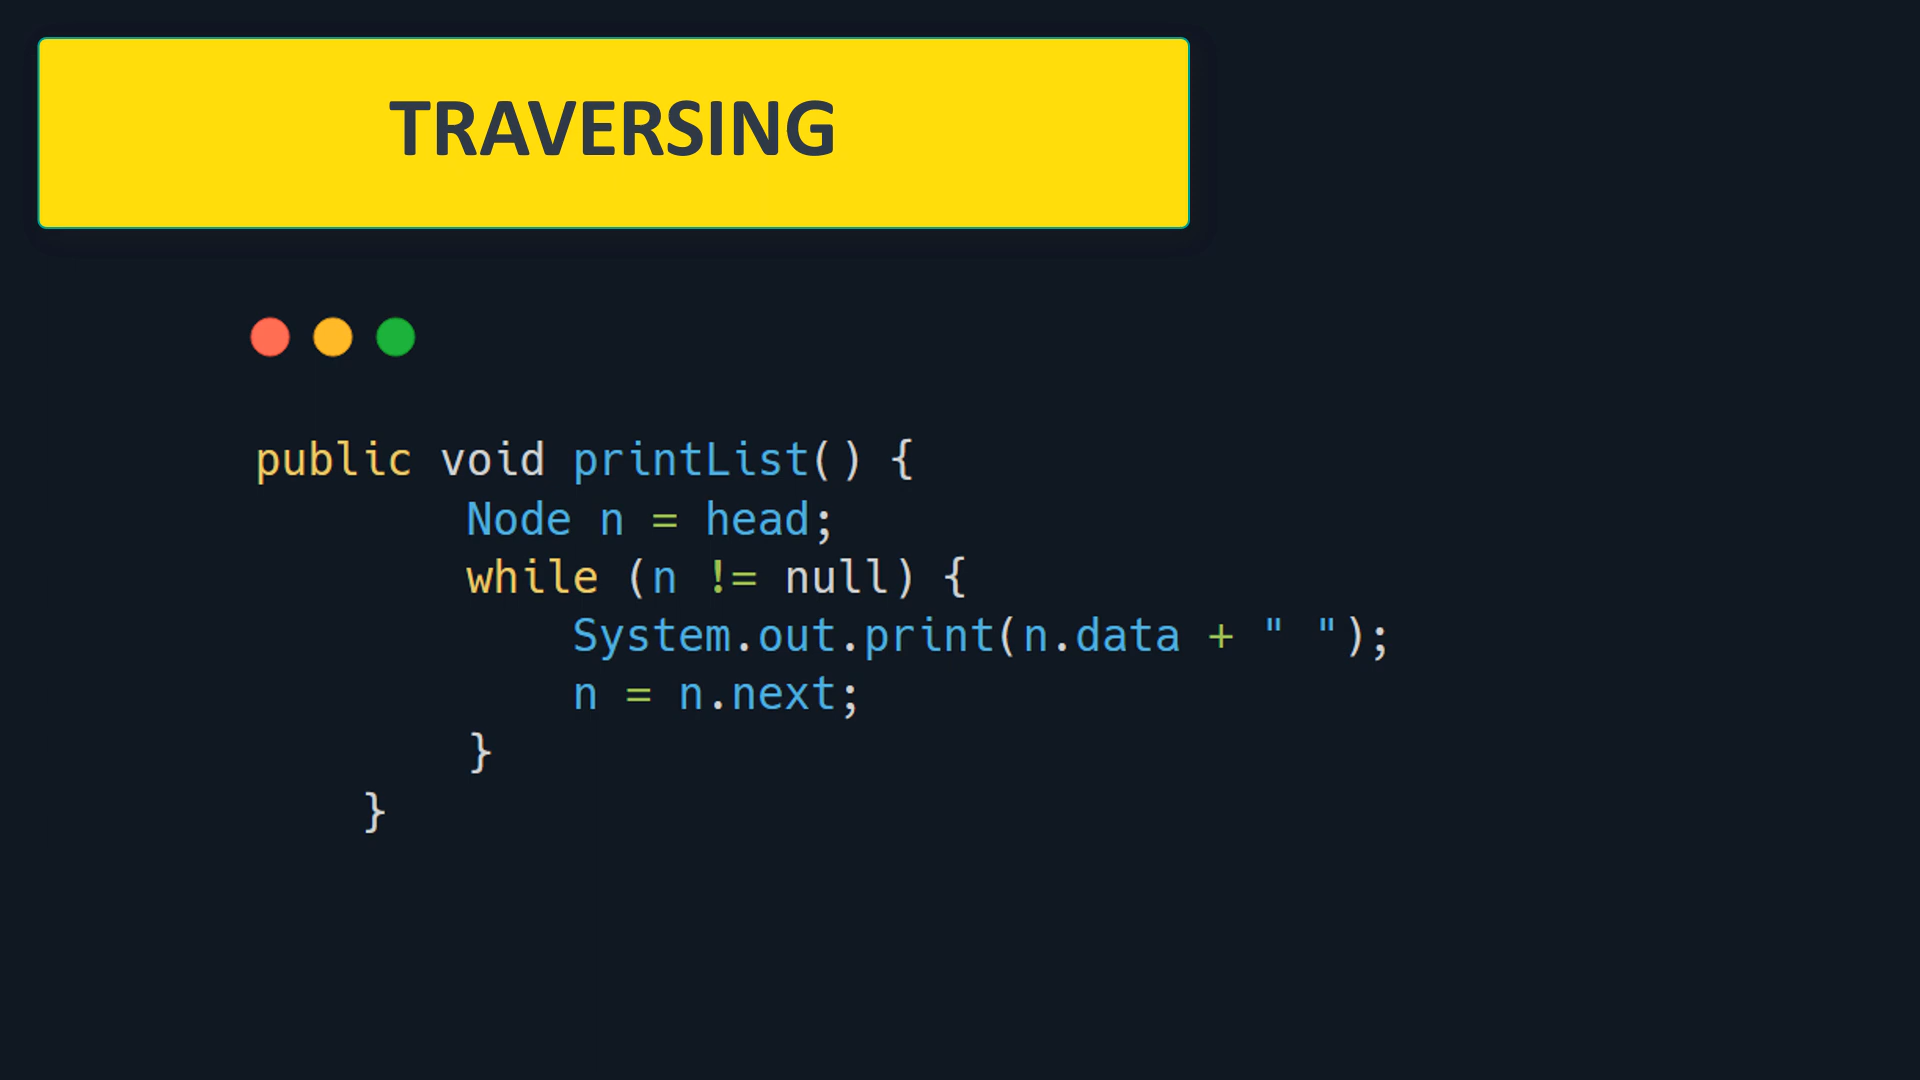 TRAVERSING
public void printList() {
        Node n = head;
        while (n != null) {
            System.out.print(n.data + " ");
            n = n.next;
        }
    }